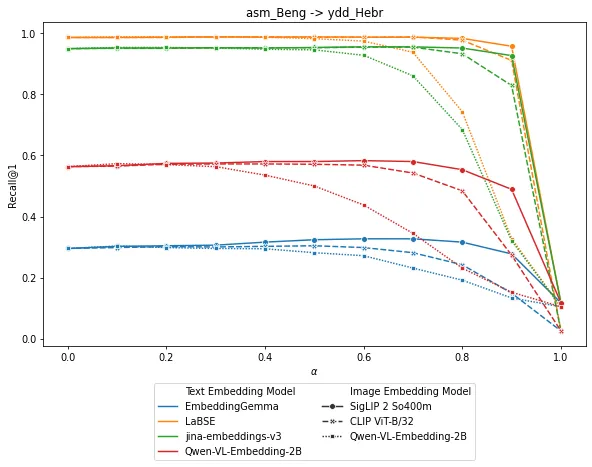 asm_Beng -> ydd_Hebr
Recall@1
1.0
0.8
0.6
0.4
0.2
0.0
0.0 0.2 0.4 0.6 0.8 1.0
α
Text Embedding Model
EmbeddingGemma
LaBSE
jina-embeddings-v3
Qwen-VL-Embedding-2B
Image Embedding Model
SigLIP 2 So400m
CLIP ViT-B/32
Qwen-VL-Embedding-2B